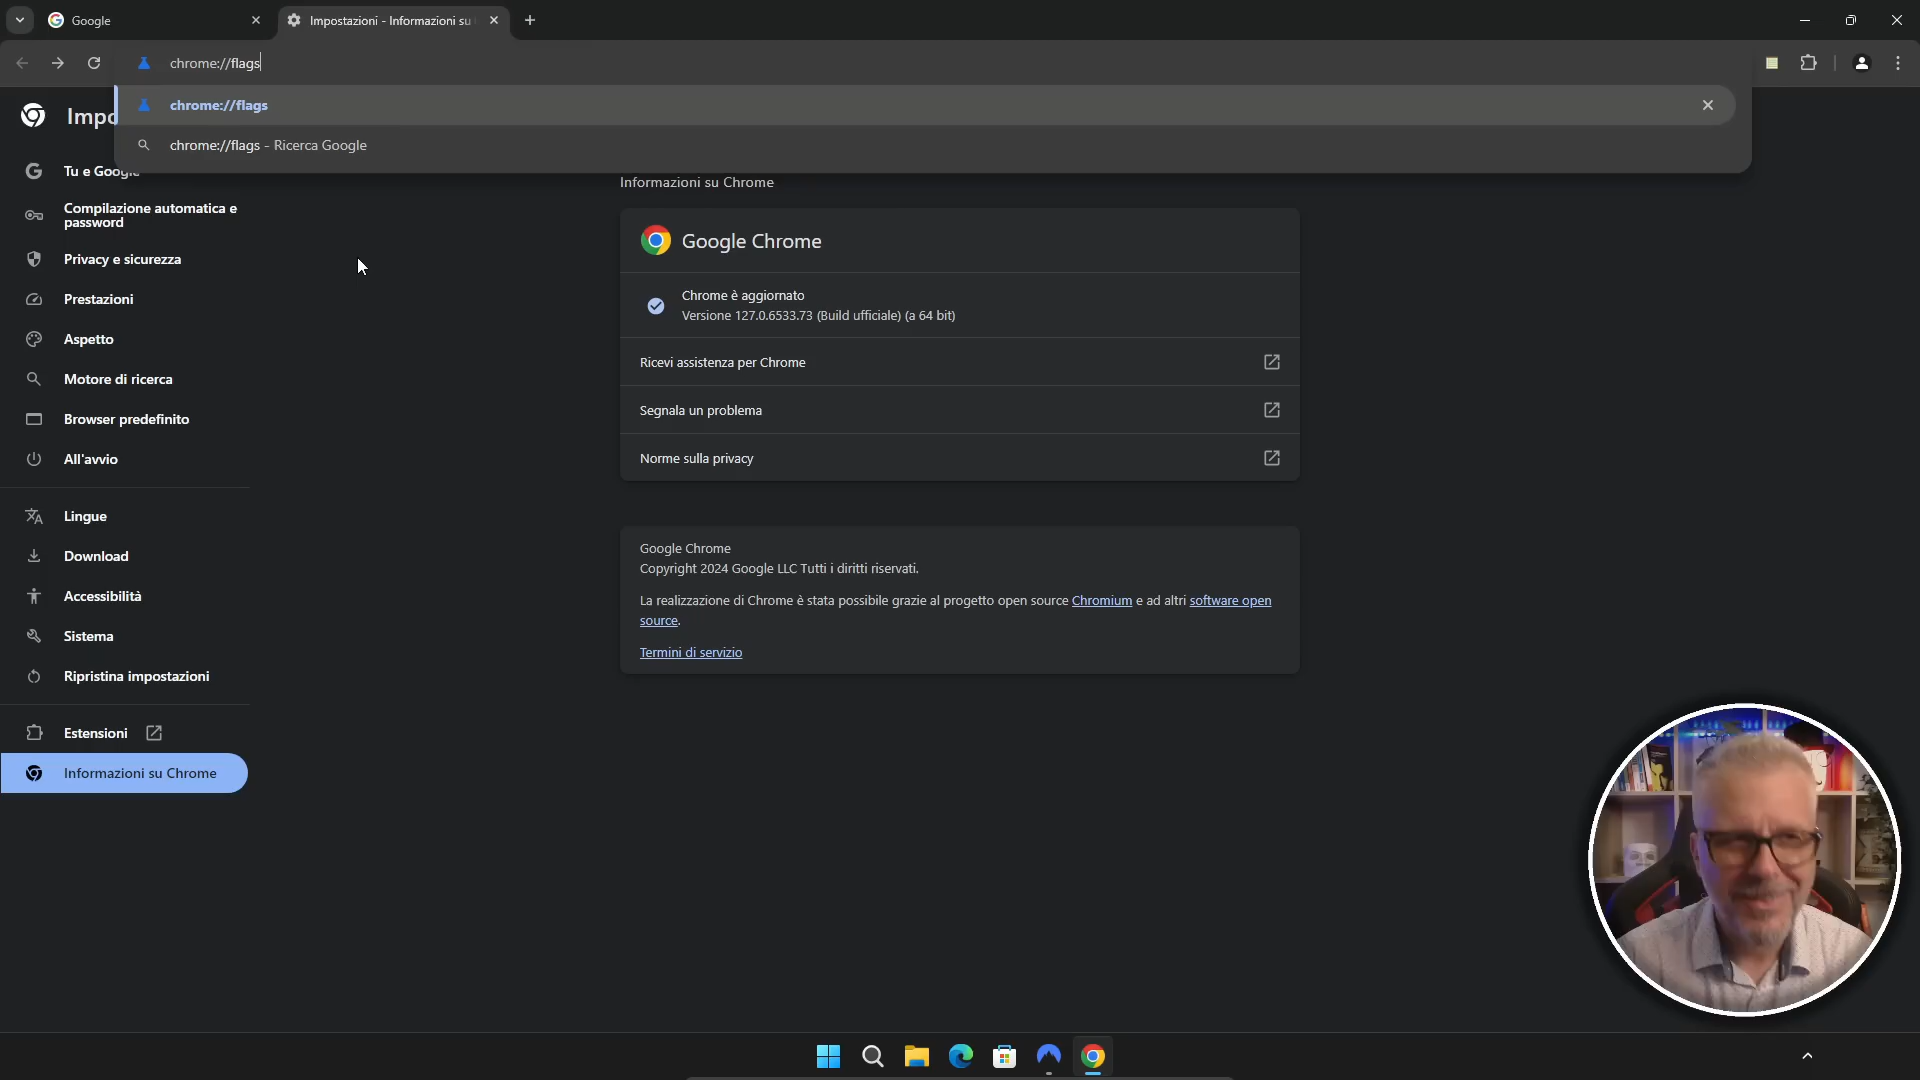 Google
Impostazioni - Informazioni su
chrome://flags
chrome://flags
chrome://flags - Ricerca Google
Impo
Tu e Google
Compilazione automatica e
password
Privacy e sicurezza
Prestazioni
Aspetto
Motore di ricerca
Browser predefinito
All'avvio
Lingue
Download
Accessibilità
Sistema
Ripristina impostazioni
Estensioni
Informazioni su Chrome
Informazioni su Chrome
Google Chrome
Chrome è aggiornato
Versione 127.0.6533.73 (Build ufficiale) (a 64 bit)
Ricevi assistenza per Chrome
Segnala un problema
Norme sulla privacy
Google Chrome
Copyright 2024 Google LLC Tutti i diritti riservati.
La realizzazione di Chrome è stata possibile grazie al progetto open source Chromium e ad altri software open
source.
Termini di servizio